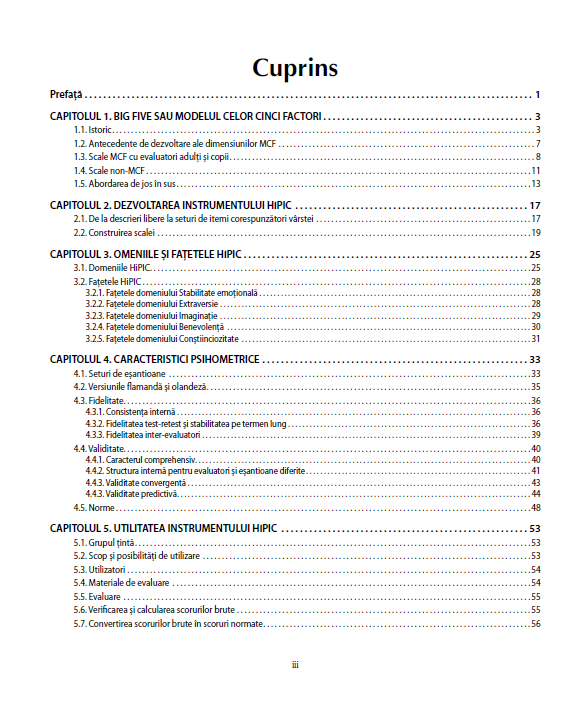 Cuprins
Prefață . . . . . . . . . . . . . . . . . . . . 1
CAPITOLUL 1. BIG FIVE SAU MODELUL CELOR CINCI FACTORI . . . . . . . . . . 3
1.1. Istoric . . . . . . . . . . 3
1.2. Antecedente de dezvoltare ale dimensiunilor MCF . . . . . . . . . . 7
1.3. Scale MCF cu evaluatori adulți și copii . . . . . . . . . . 8
1.4. Scale non-MCF . . . . . . . . . . 11
1.5. Abordarea de jos în sus . . . . . . . . . . 13
CAPITOLUL 2. DEZVOLTAREA INSTRUMENTULUI HiPIC . . . . . . . . . . 17
2.1. De la descrieri libere la seturi de itemi corespunzători vârstei . . . . . . . . . . 17
2.2. Construirea scalei . . . . . . . . . . 19
CAPITOLUL 3. OMENIILE ȘI FAȚETELE HIPIC . . . . . . . . . . 25
3.1. Domeniile HiPIC . . . . . . . . . . 25
3.2. Fațetele HiPIC . . . . . . . . . . 28
3.2.1. Fațetele domeniului Stabilitate emoțională . . . . . . . . . . 28
3.2.2. Fațetele domeniului Extraversie . . . . . . . . . . 28
3.2.3. Fațetele domeniului Imaginație . . . . . . . . . . 29
3.2.4. Fațetele domeniului Benevolență . . . . . . . . . . 30
3.2.5. Fațetele domeniului Conștiinciozitate . . . . . . . . . . 31
CAPITOLUL 4. CARACTERISTICI PSIHOMETRICE . . . . . . . . . . 33
4.1. Seturi de eșantioane . . . . . . . . . . 33
4.2. Versiunile flamandă și olandeză . . . . . . . . . . 35
4.3. Fidelitate . . . . . . . . . . 36
4.3.1. Consistența internă . . . . . . . . . . 36
4.3.2. Fidelitatea test-retest și stabilitatea pe termen lung . . . . . . . . . . 36
4.3.3. Fidelitatea inter-evaluatori . . . . . . . . . . 39
4.4. Validitate . . . . . . . . . . 40
4.4.1. Caracterul comprehensiv . . . . . . . . . . 40
4.4.2. Structura internă pentru evaluatori și eșantioane diferite . . . . . . . . . . 41
4.4.3. Validitate convergentă . . . . . . . . . . 43
4.4.3. Validitate predictivă . . . . . . . . . . 44
4.5. Norme . . . . . . . . . . 48
CAPITOLUL 5. UTILITATEA INSTRUMENTULUI HIPIC . . . . . . . . . . 53
5.1. Grupul țintă . . . . . . . . . . 53
5.2. Scop și posibilități de utilizare . . . . . . . . . . 53
5.3. Utilizatori . . . . . . . . . . 54
5.4. Materiale de evaluare . . . . . . . . . . 54
5.5. Evaluare . . . . . . . . . . 55
5.6. Verificarea și calcularea scorurilor brute . . . . . . . . . . 55
5.7. Convertirea scorurilor brute în scoruri normate . . . . . . . . . . 56
iii